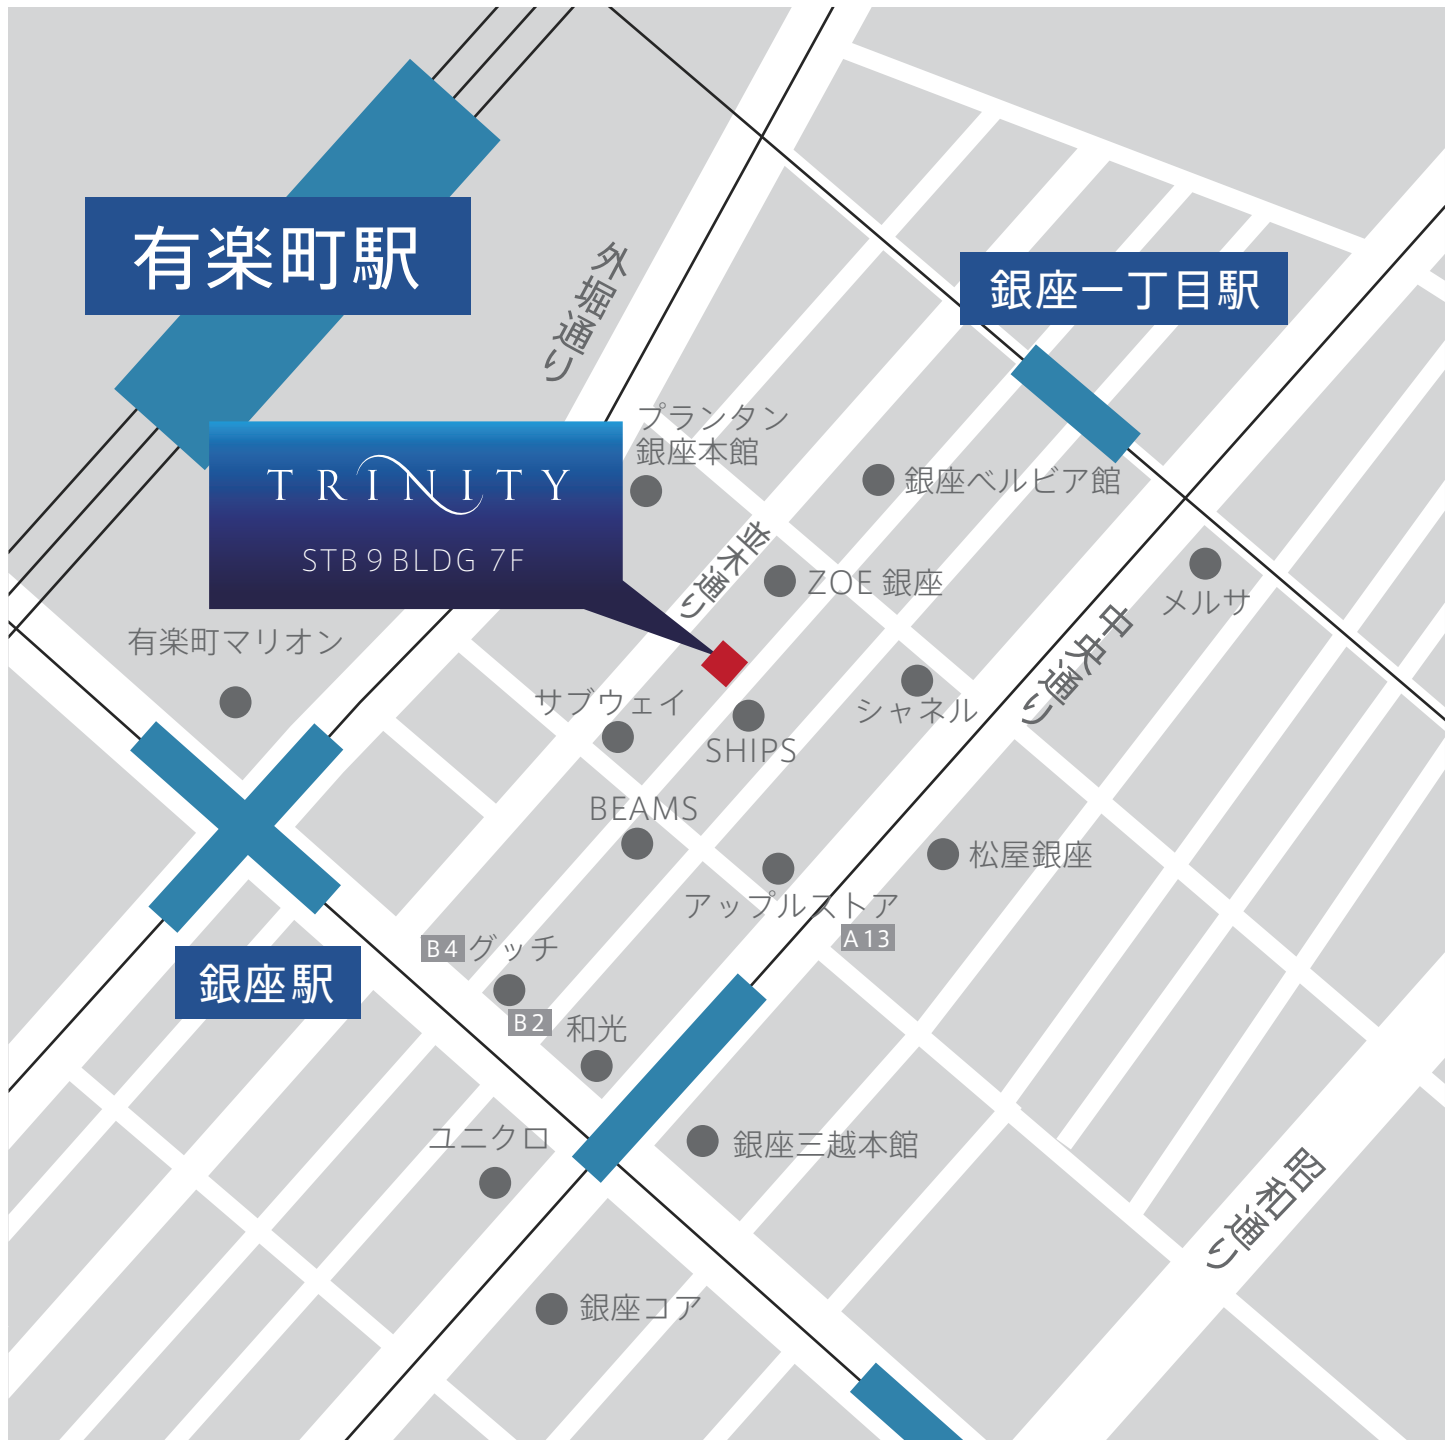 有楽町駅
外堀通り
銀座一丁目駅
プランタン
銀座本館
銀座ベルビア館
TRINITY
STB 9 BLDG 7F
並木通り
ZOE 銀座
メルサ
中央通り
有楽町マリオン
サブウェイ
シャネル
SHIPS
BEAMS
松屋銀座
アップルストア
A13
B4
グッチ
銀座駅
B2
和光
ユニクロ
銀座三越本館
昭和通り
銀座コア